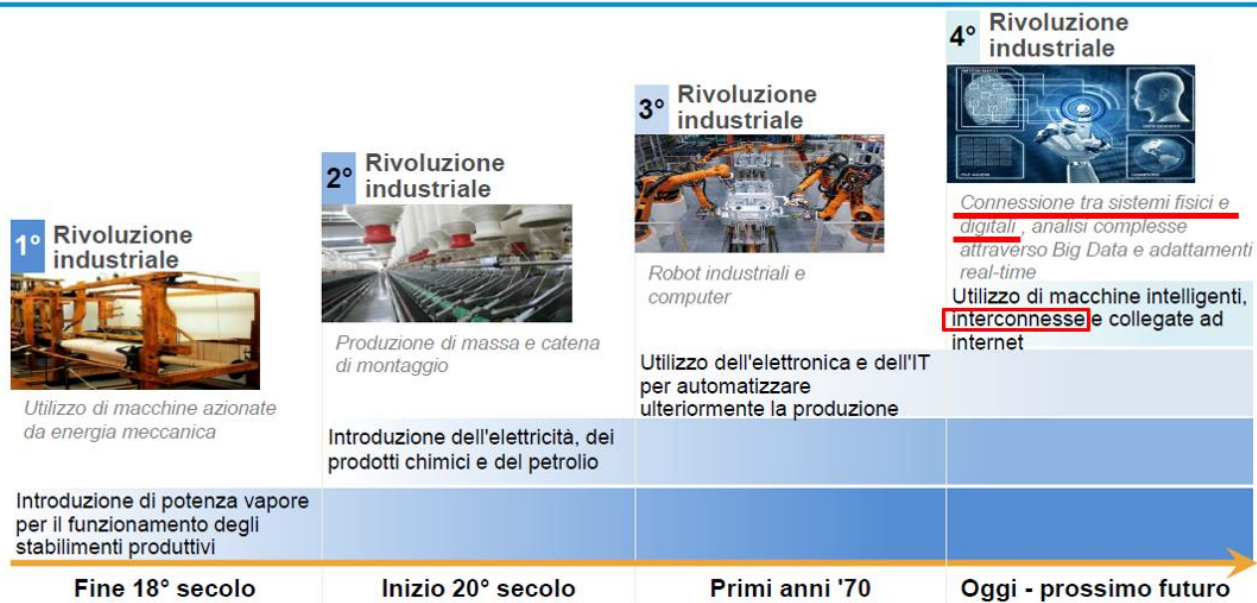 1° Rivoluzione
industriale
Utilizzo di macchine azionate
da energia meccanica
Introduzione di potenza vapore
per il funzionamento degli
stabilimenti produttivi
Fine 18° secolo
2° Rivoluzione
industriale
Produzione di massa e catena
di montaggio
Introduzione dell'elettricità, dei
prodotti chimici e del petrolio
Inizio 20° secolo
3° Rivoluzione
industriale
Robot industriali e
computer
Utilizzo dell'elettronica e dell'IT
per automatizzare
ulteriormente la produzione
Primi anni '70
4° Rivoluzione
industriale
Connessione tra sistemi fisici e
digitali , analisi complesse
attraverso Big Data e adattamenti
real-time
Utilizzo di macchine intelligenti,
interconnesse e collegate ad
internet
Oggi - prossimo futuro